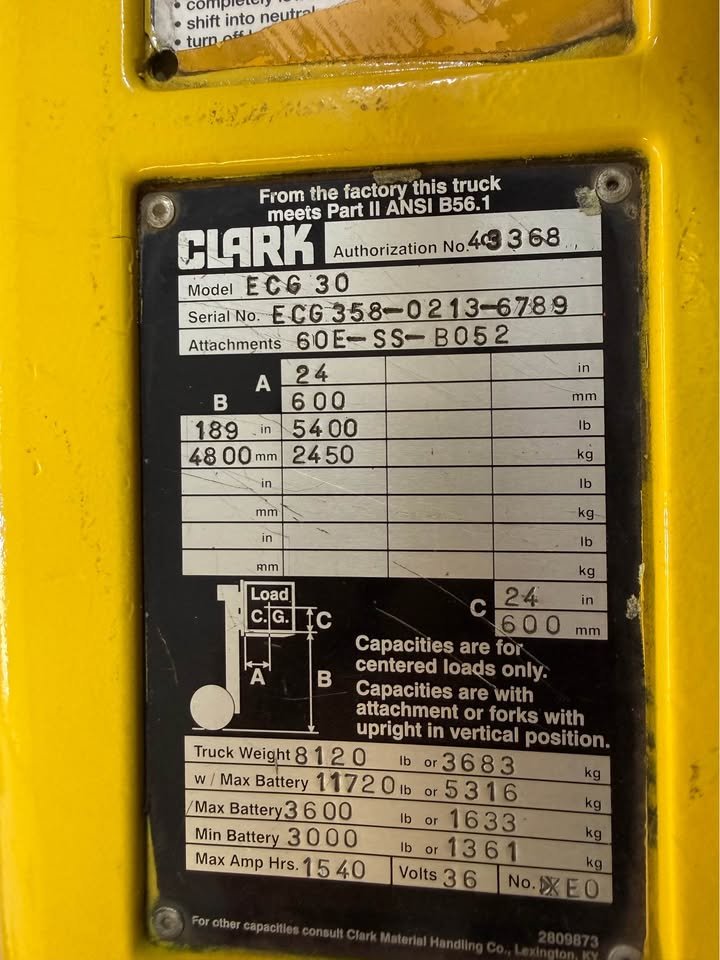 • completely
• shift into neutral
• turn off
From the factory this truck
meets Part II ANSI B56.1
CLARK Authorization No. 43368
Model ECG 30
Serial No. ECG358-0213-6789
Attachments 60E-SS-B052
A 24 in
B 600 mm
189 in 5400 lb
4800 mm 2450 kg
in lb
mm kg
in lb
mm kg
Load
C. G.
C
A
B
C 24 in
600 mm
Capacities are for
centered loads only.
Capacities are with
attachment or forks with
upright in vertical position.
Truck Weight 8120 lb or 3683 kg
w/Max Battery 11720 lb or 5316 kg
/Max Battery 3600 lb or 1633 kg
Min Battery 3000 lb or 1361 kg
Max Amp Hrs. 1540 Volts 36 No. XEO
2809873
For other capacities consult Clark Material Handling Co., Lexington, KY